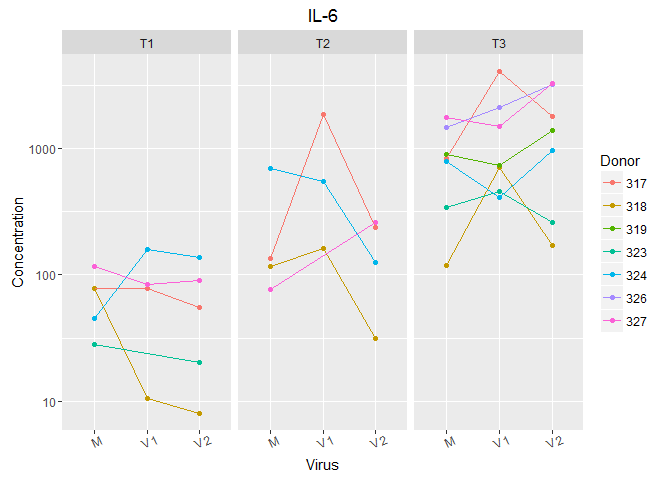 IL-6
T1 T2 T3
Concentration
1000
100
10
M V1 V2 M V1 V2 M V1 V2
Virus
Donor
317
318
319
323
324
326
327